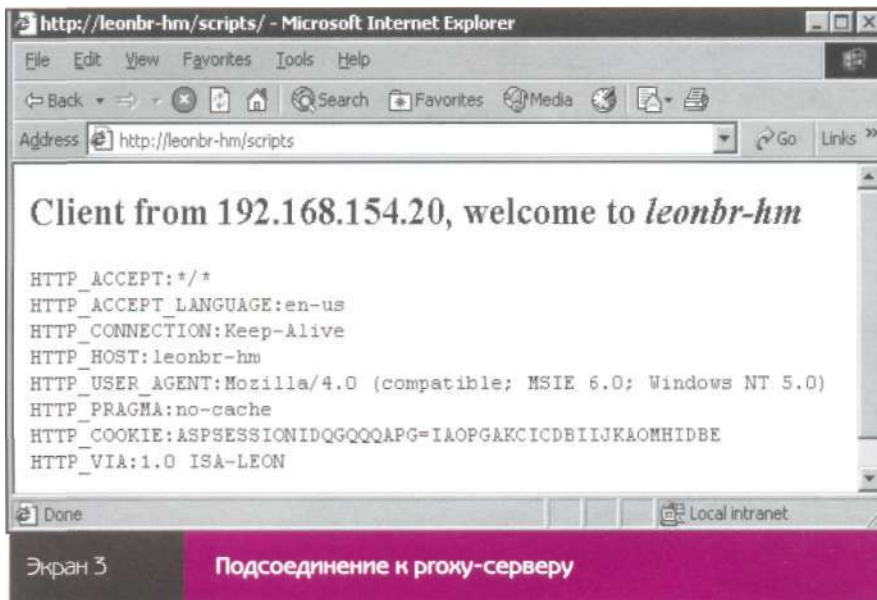 http://leonbr-hm/scripts/ - Microsoft Internet Explorer
File Edit View Favorites Tools Help
Back Search Favorites Media
Address http://leonbr-hm/scripts Go Links »
Client from 192.168.154.20, welcome to leonbr-hm
HTTP_ACCEPT:*/*
HTTP_ACCEPT_LANGUAGE:en-us
HTTP_CONNECTION:Keep-Alive
HTTP_HOST:leonbr-hm
HTTP_USER_AGENT:Mozilla/4.0 (compatible; MSIE 6.0; Windows NT 5.0)
HTTP_PRAGMA:no-cache
HTTP_COOKIE:ASPSESSIONIDQGQQQAPG=IAOPGAKCICDBIIJKAOMHIDBE
HTTP_VIA:1.0 ISA-LEON
Done Local intranet
Экран 3 Подсоединение к proxy-серверу